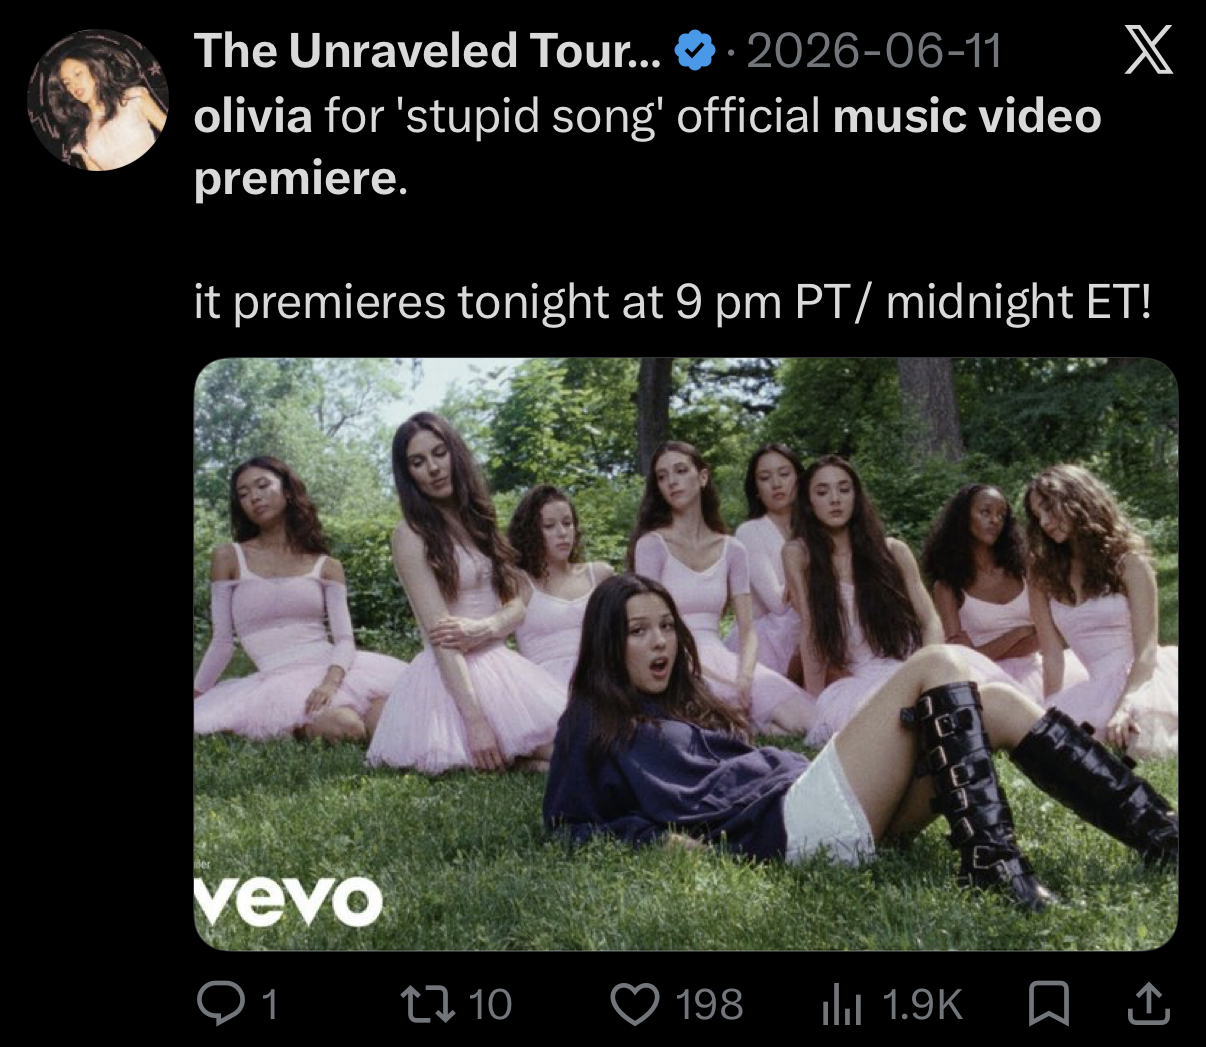 The Unraveled Tour... · 2026-06-11
olivia for 'stupid song' official music video
premiere.
it premieres tonight at 9 pm PT/ midnight ET!
vevo
1 10 198 1.9K